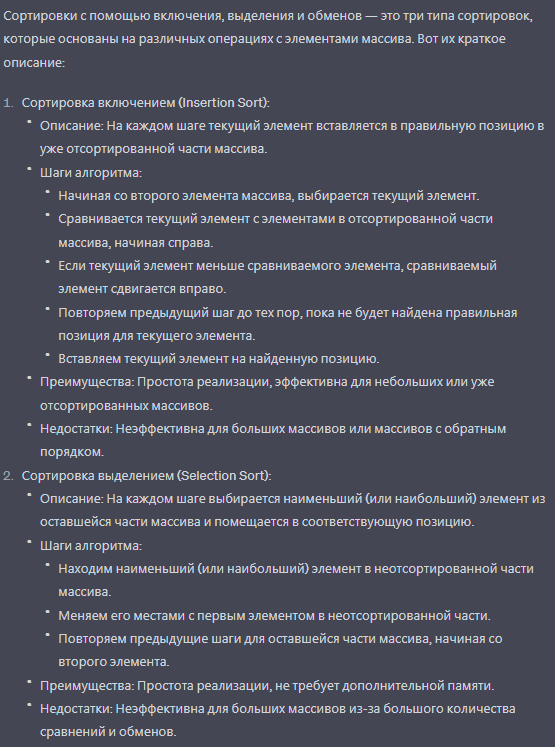 Сортировки с помощью включения, выделения и обменов — это три типа сортировок,
которые основаны на различных операциях с элементами массива. Вот их краткое
описание:
1. Сортировка включением (Insertion Sort):
• Описание: На каждом шаге текущий элемент вставляется в правильную позицию в
уже отсортированной части массива.
• Шаги алгоритма:
• Начиная со второго элемента массива, выбирается текущий элемент.
• Сравнивается текущий элемент с элементами в отсортированной части
массива, начиная справа.
• Если текущий элемент меньше сравниваемого элемента, сравниваемый
элемент сдвигается вправо.
• Повторяем предыдущий шаг до тех пор, пока не будет найдена правильная
позиция для текущего элемента.
• Вставляем текущий элемент на найденную позицию.
• Преимущества: Простота реализации, эффективна для небольших или уже
отсортированных массивов.
• Недостатки: Неэффективна для больших массивов или массивов с обратным
порядком.
2. Сортировка выделением (Selection Sort):
• Описание: На каждом шаге выбирается наименьший (или наибольший) элемент из
оставшейся части массива и помещается в соответствующую позицию.
• Шаги алгоритма:
• Находим наименьший (или наибольший) элемент в неотсортированной части
массива.
• Меняем его местами с первым элементом в неотсортированной части.
• Повторяем предыдущие шаги для оставшейся части массива, начиная со
второго элемента.
• Преимущества: Простота реализации, не требует дополнительной памяти.
• Недостатки: Неэффективна для больших массивов из-за большого количества
сравнений и обменов.